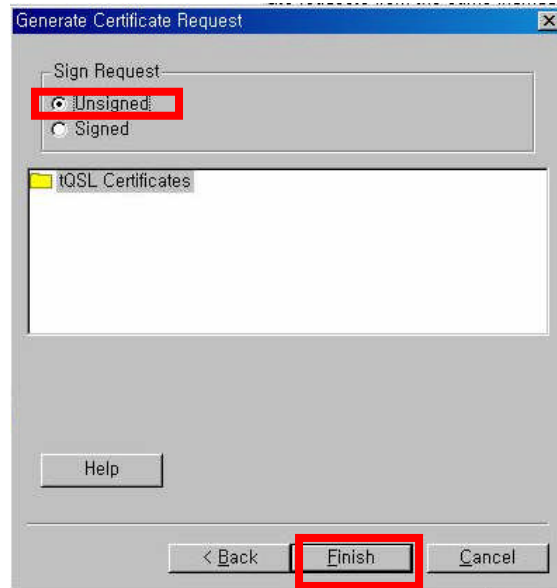 Generate Certificate Request
Sign Request
Unsigned
Signed
tQSL Certificates
Help
< Back
Finish
Cancel